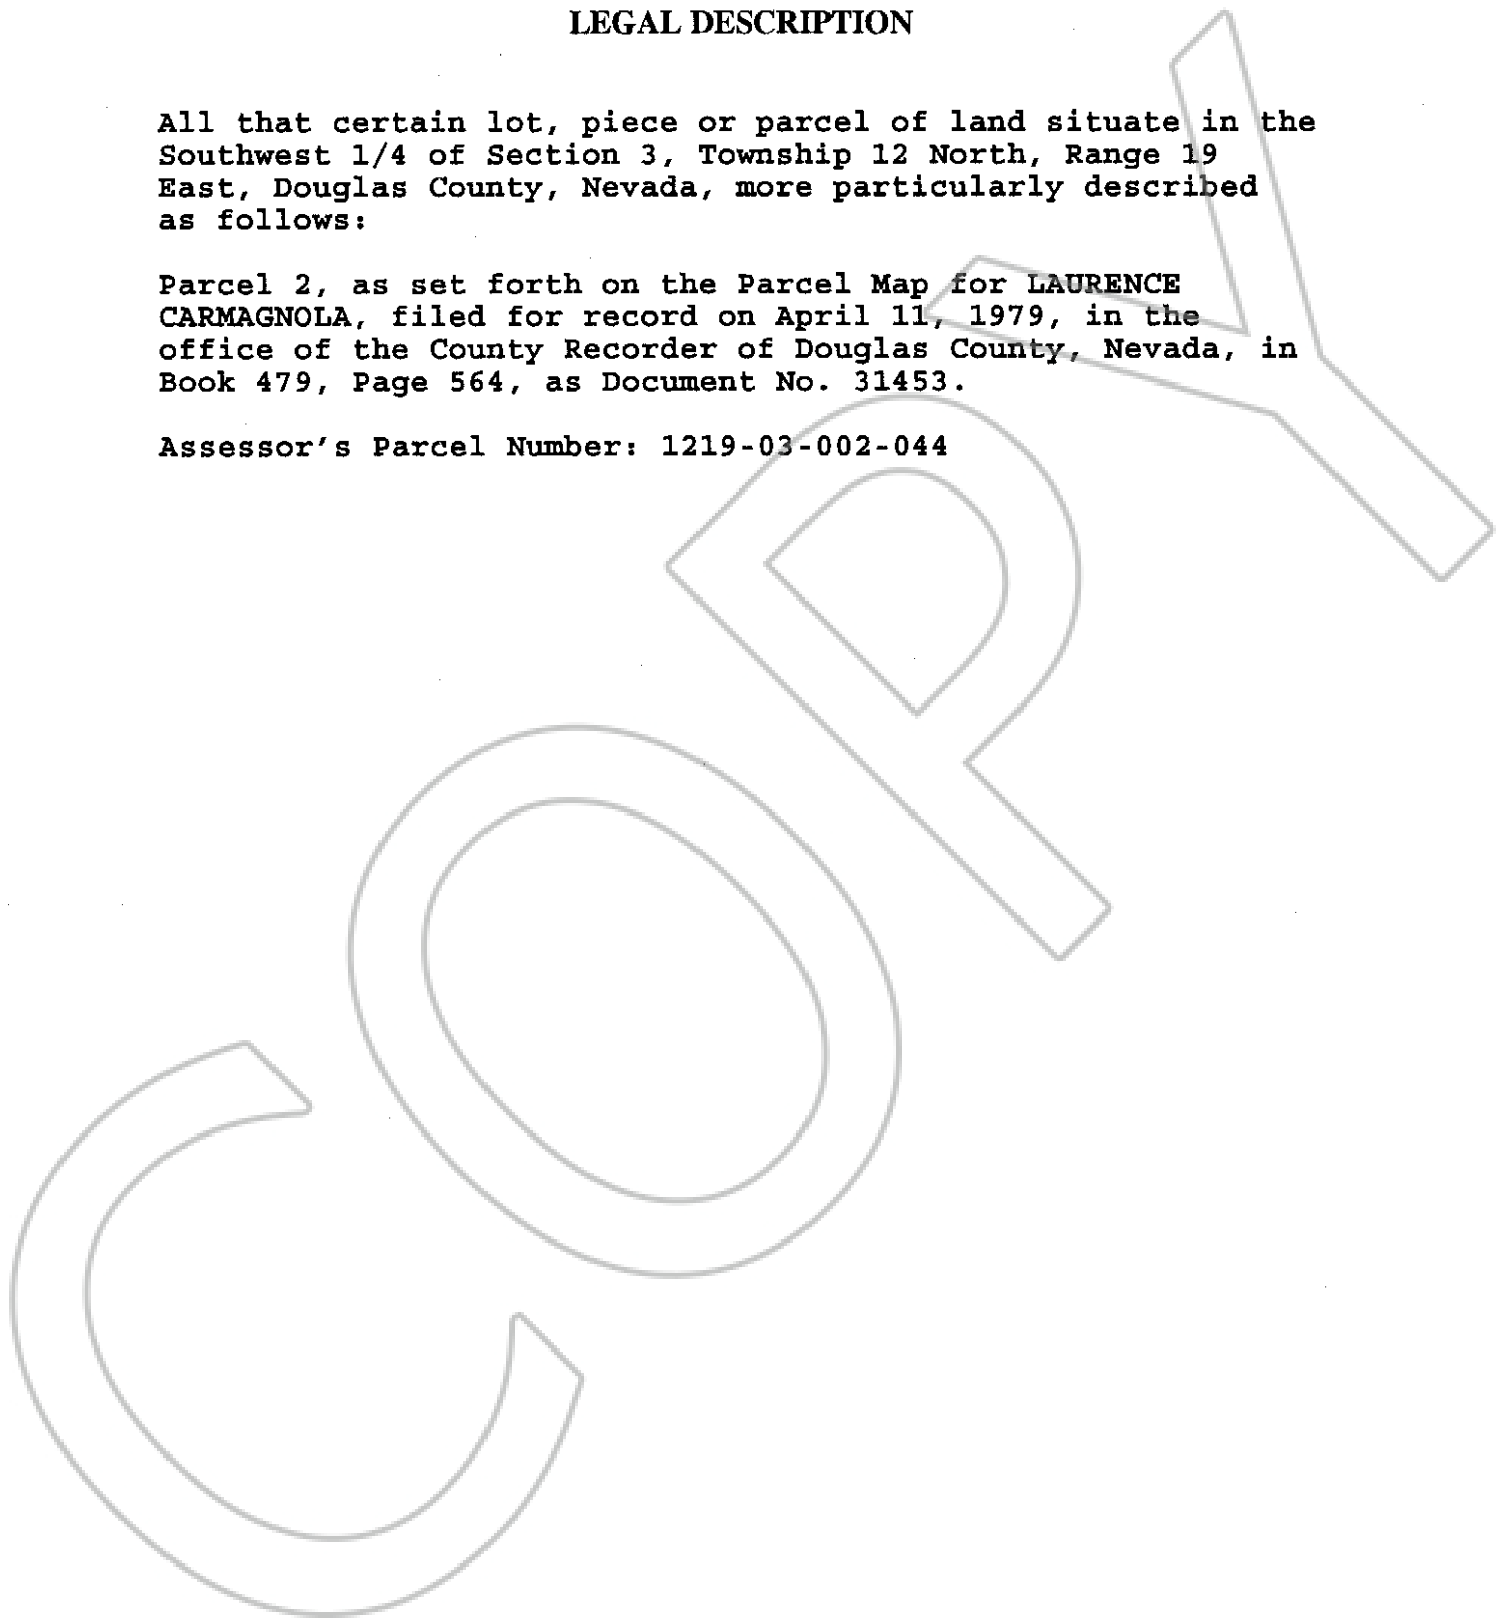 LEGAL DESCRIPTION
All that certain lot, piece or parcel of land situate in the
Southwest 1/4 of Section 3, Township 12 North, Range 19
East, Douglas County, Nevada, more particularly described
as follows:
Parcel 2, as set forth on the Parcel Map for LAURENCE
CARMAGNOLA, filed for record on April 11, 1979, in the
office of the County Recorder of Douglas County, Nevada, in
Book 479, Page 564, as Document No. 31453.
Assessor's Parcel Number: 1219-03-002-044
COPY